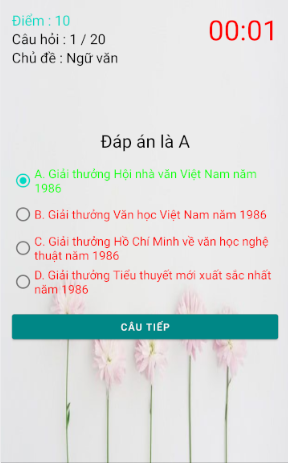 Điểm : 10
00:01
Câu hỏi : 1 / 20
Chủ đề : Ngữ văn
Đáp án là A
A. Giải thưởng Hội nhà văn Việt Nam năm
1986
B. Giải thưởng Văn học Việt Nam năm 1986
C. Giải thưởng Hồ Chí Minh về văn học nghệ
thuật năm 1986
D. Giải thưởng Tiểu thuyết mới xuất sắc nhất
năm 1986
CÂU TIẾP